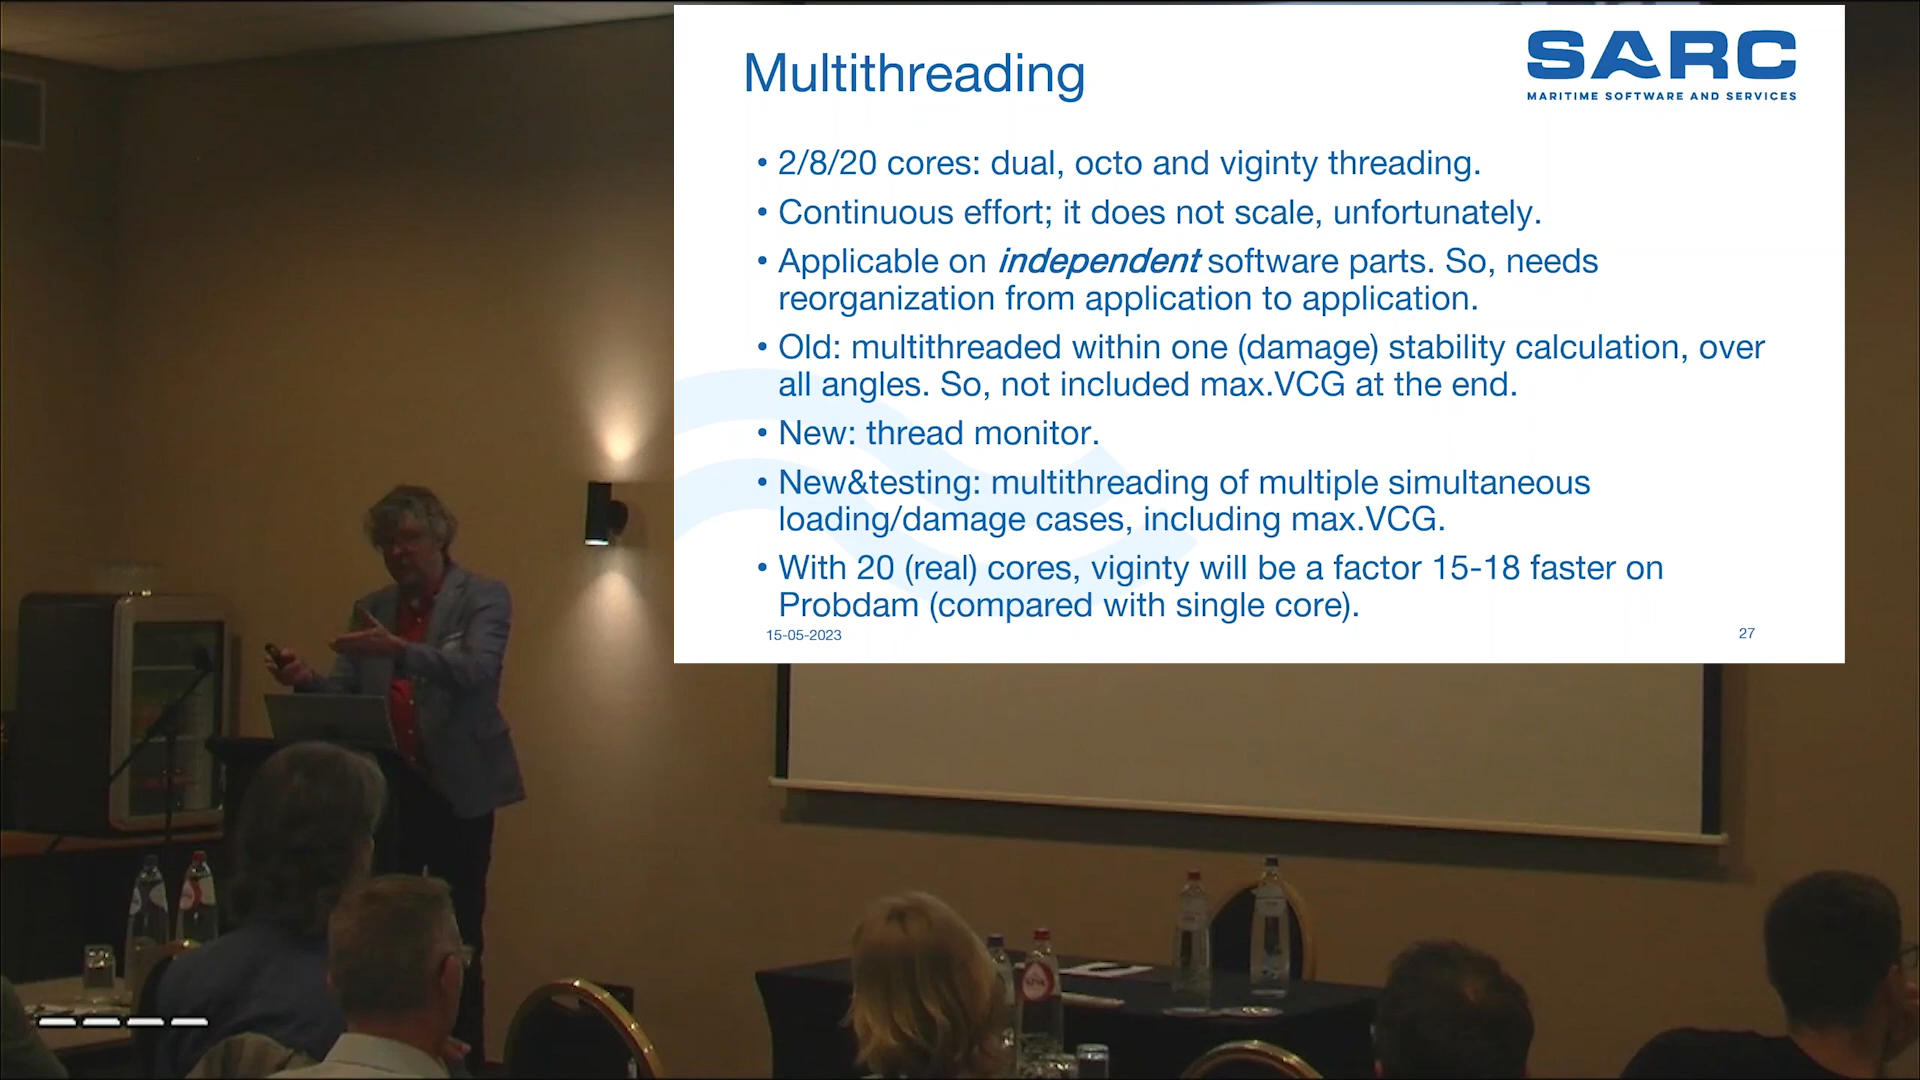 Multithreading
SARC
MARITIME SOFTWARE AND SERVICES
• 2/8/20 cores: dual, octo and viginty threading.
• Continuous effort; it does not scale, unfortunately.
• Applicable on independent software parts. So, needs
reorganization from application to application.
• Old: multithreaded within one (damage) stability calculation, over
all angles. So, not included max.VCG at the end.
• New: thread monitor.
• New&testing: multithreading of multiple simultaneous
loading/damage cases, including max.VCG.
• With 20 (real) cores, viginty will be a factor 15-18 faster on
Probdam (compared with single core).
15-05-2023
27